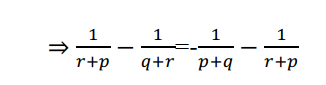 ⇒ 1/(r+p) − 1/(q+r) =- 1/(p+q) − 1/(r+p)